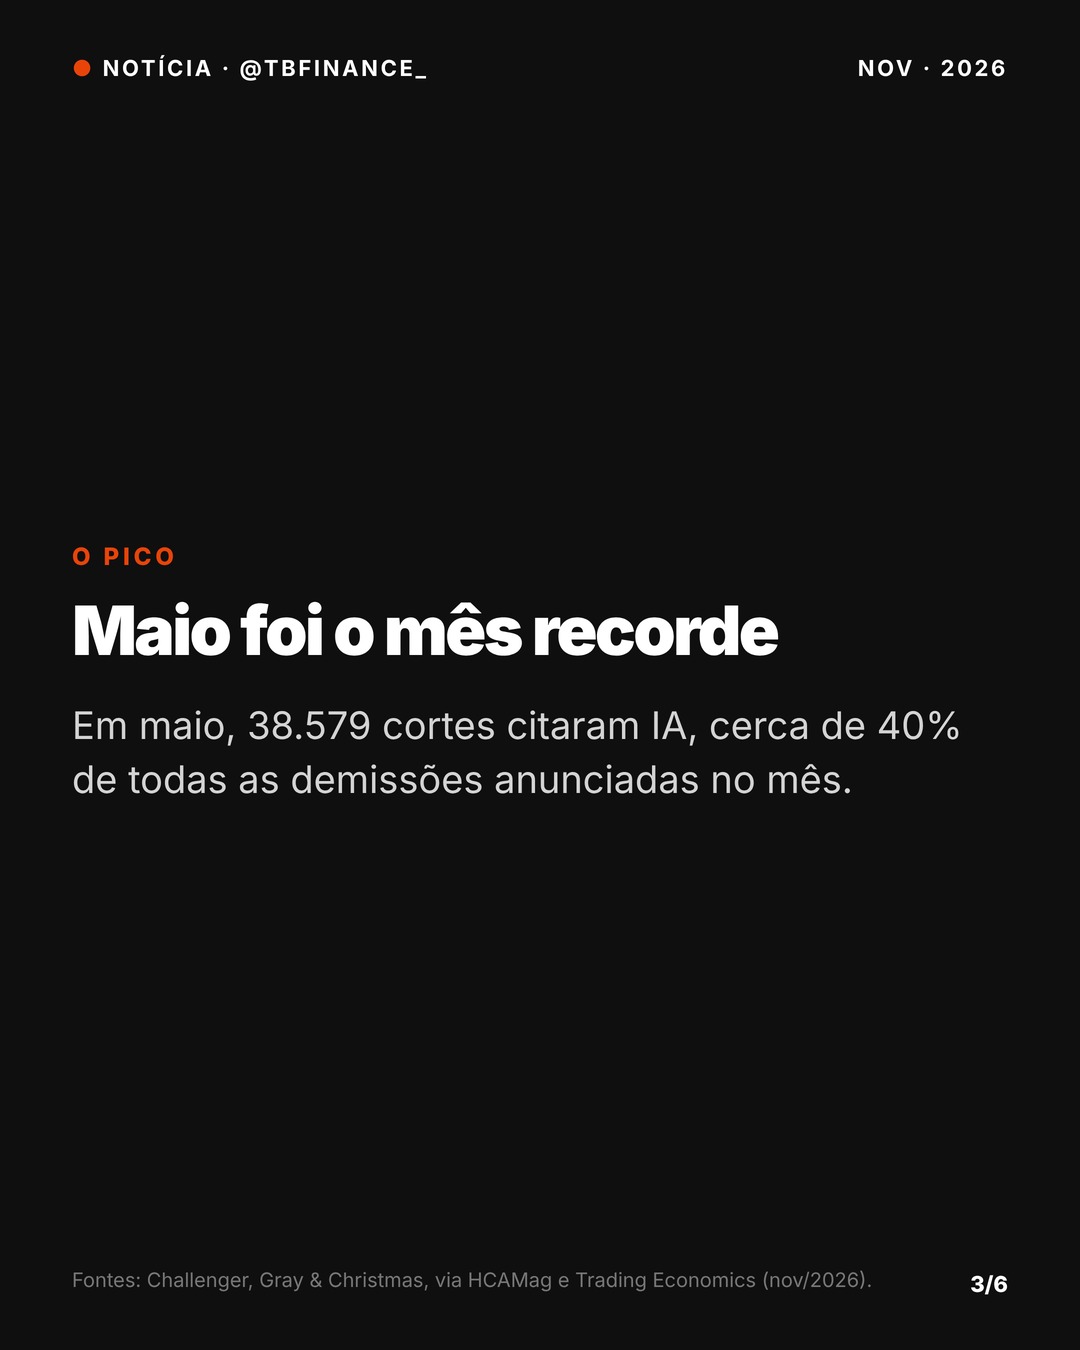 NOTÍCIA · @TBFINANCE_
NOV · 2026
O PICO
Maio foi o mês recorde
Em maio, 38.579 cortes citaram IA, cerca de 40%
de todas as demissões anunciadas no mês.
Fontes: Challenger, Gray & Christmas, via HCAMag e Trading Economics (nov/2026).
3/6